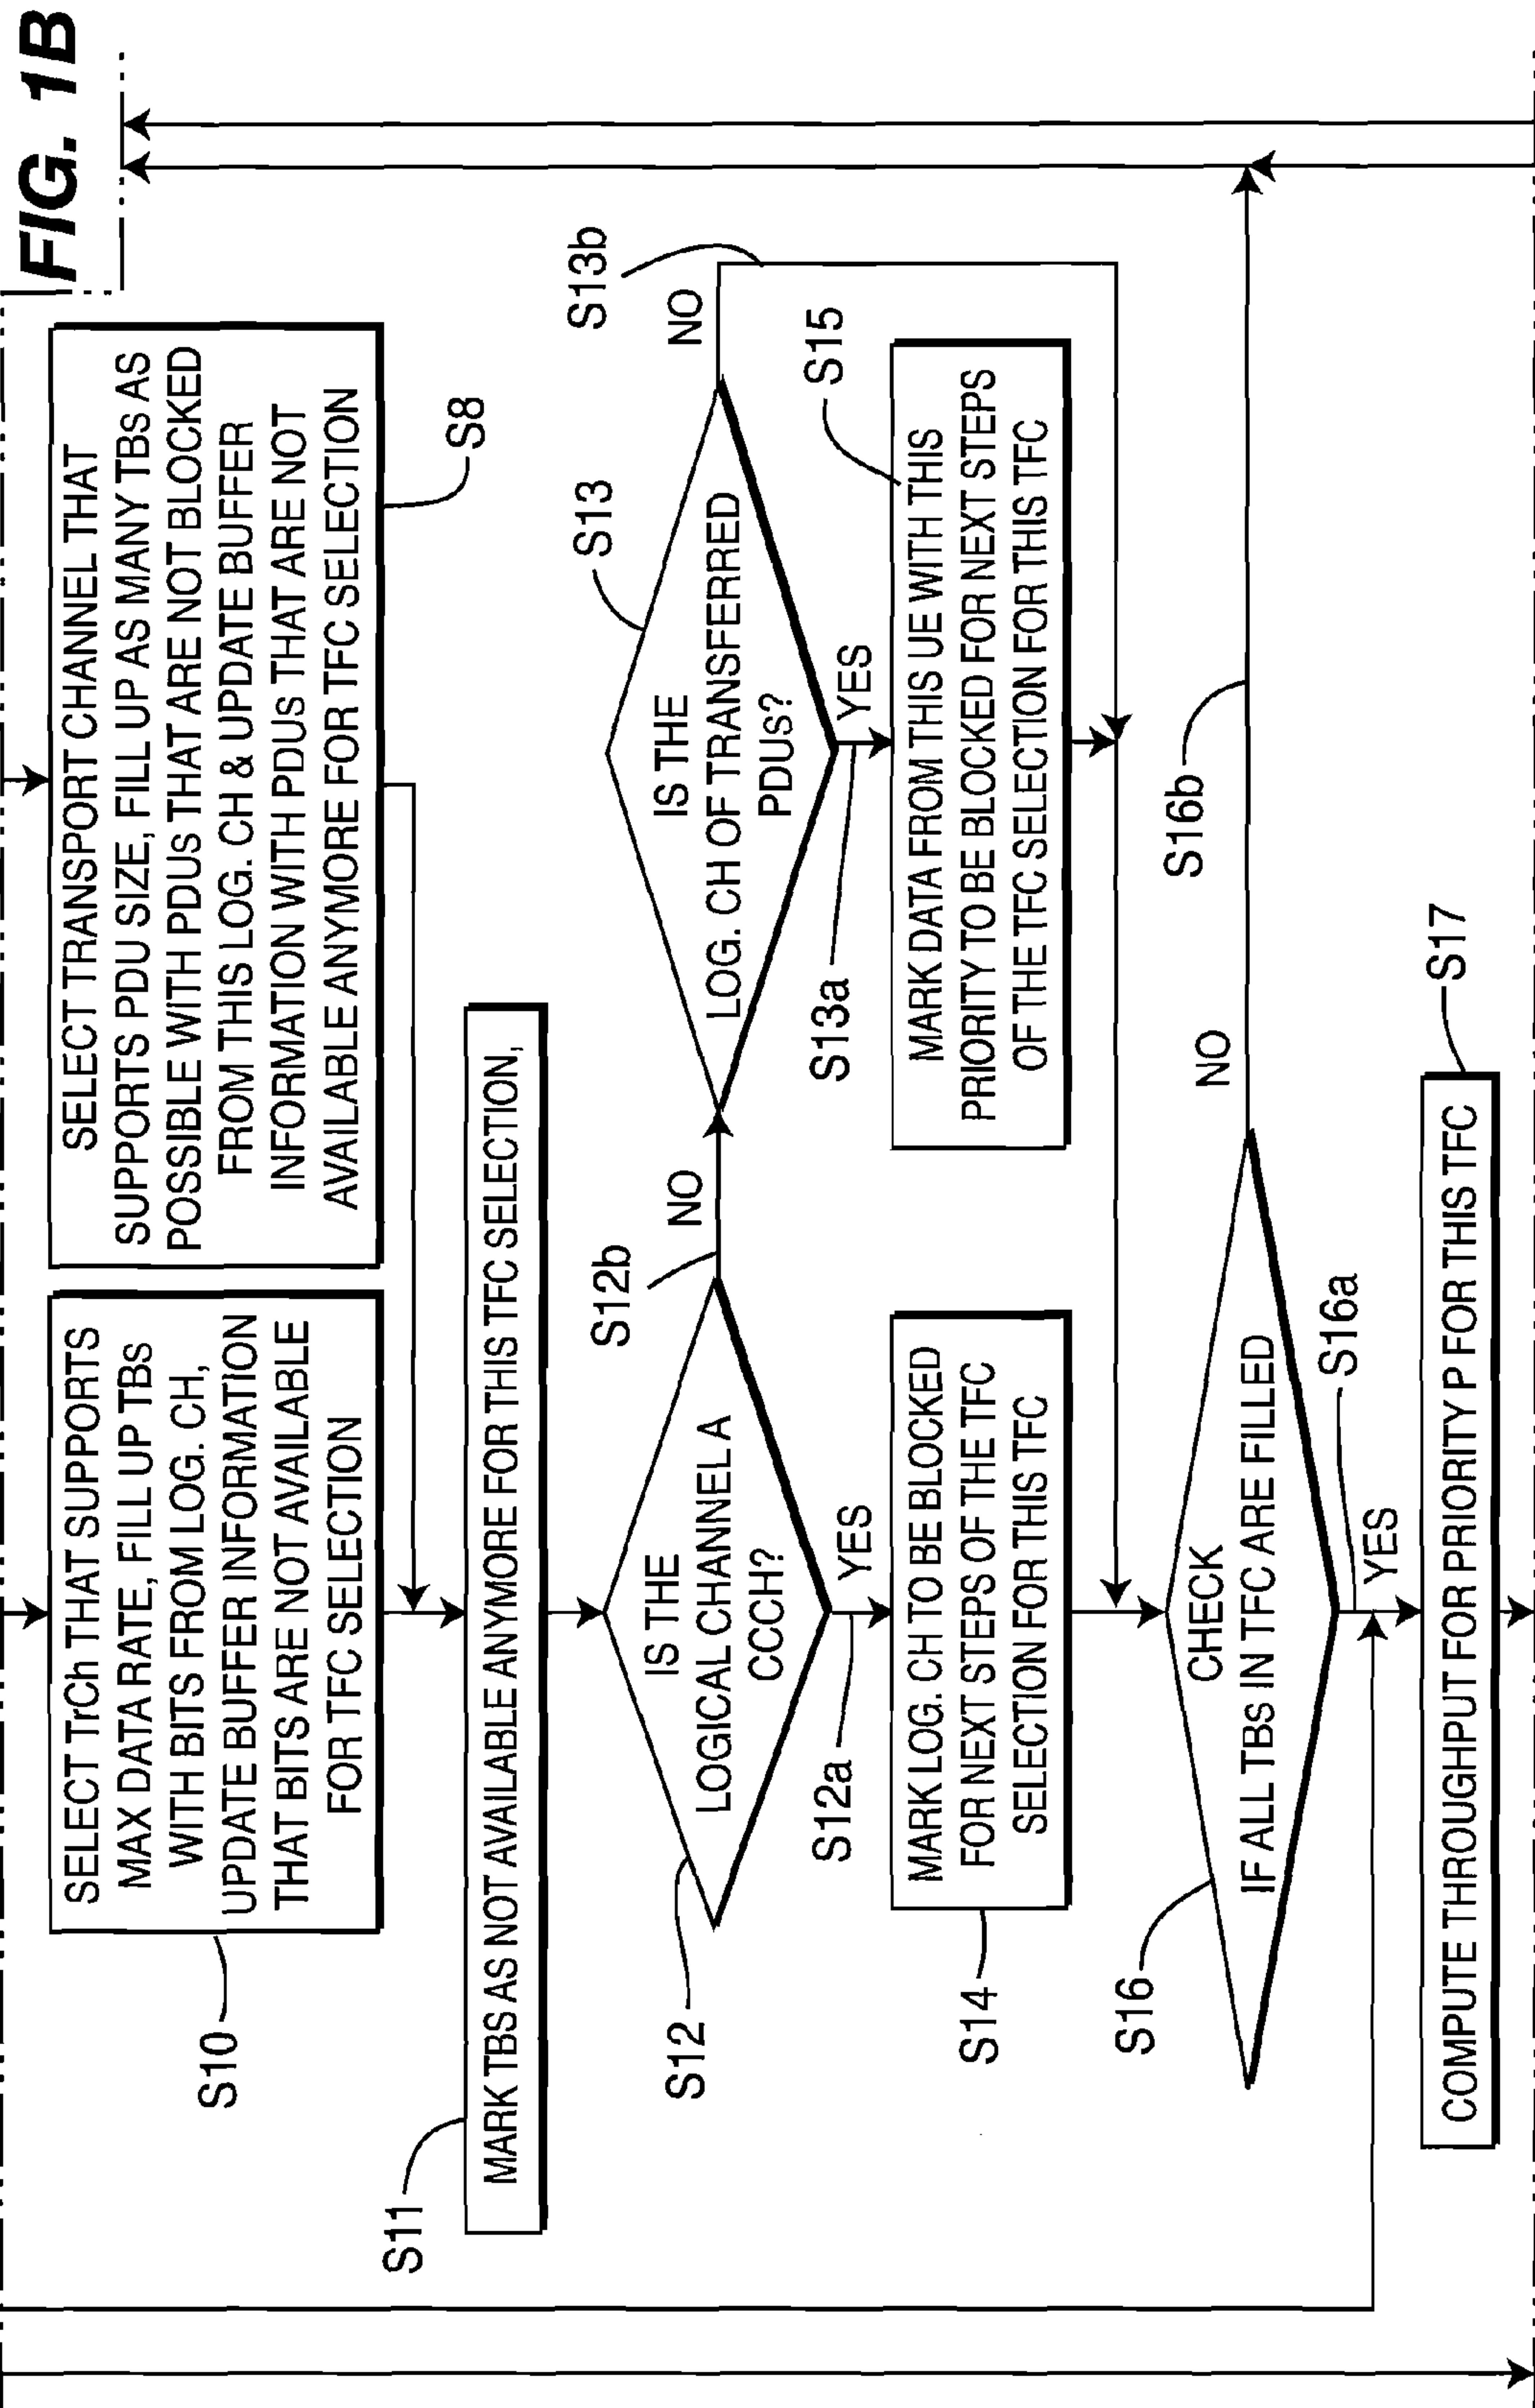 FIG. 1B
SELECT TrCh THAT SUPPORTS
MAX DATA RATE, FILL UP TBS
WITH BITS FROM LOG. CH,
UPDATE BUFFER INFORMATION
THAT BITS ARE NOT AVAILABLE
FOR TFC SELECTION
S10
SELECT TRANSPORT CHANNEL THAT
SUPPORTS PDU SIZE, FILL UP AS MANY TBs AS
POSSIBLE WITH PDUs THAT ARE NOT BLOCKED
FROM THIS LOG. CH & UPDATE BUFFER
INFORMATION WITH PDUs THAT ARE NOT
AVAILABLE ANYMORE FOR TFC SELECTION
S8
S11
MARK TBS AS NOT AVAILABLE ANYMORE FOR THIS TFC SELECTION,
S12
IS THE
LOGICAL CHANNEL A
CCCH?
S12b
NO
S12a
YES
S13
IS THE
LOG. CH OF TRANSFERRED
PDUs?
NO
S13b
S13a
YES
S14
MARK LOG. CH TO BE BLOCKED
FOR NEXT STEPS OF THE TFC
SELECTION FOR THIS TFC
S15
MARK DATA FROM THIS UE WITH THIS
PRIORITY TO BE BLOCKED FOR NEXT STEPS
OF THE TFC SELECTION FOR THIS TFC
S16
CHECK
IF ALL TBS IN TFC ARE FILLED
NO
S16b
S16a
YES
COMPUTE THROUGHPUT FOR PRIORITY P FOR THIS TFC
S17